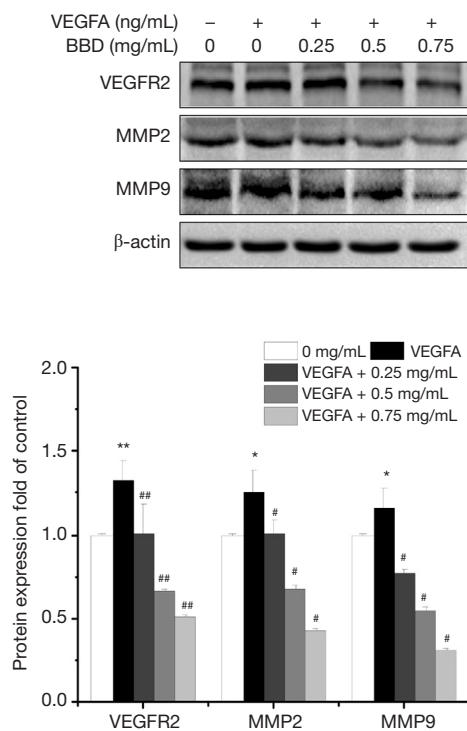 VEGFA (ng/mL) – + + + +
BBD (mg/mL) 0 0 0.25 0.5 0.75
VEGFR2
MMP2
MMP9
β-actin
0 mg/mL VEGFA
VEGFA + 0.25 mg/mL
VEGFA + 0.5 mg/mL
VEGFA + 0.75 mg/mL
Protein expression fold of control
2.0
1.5
1.0
0.5
0.0
** ## ## ##
* # # #
* # # #
VEGFR2 MMP2 MMP9